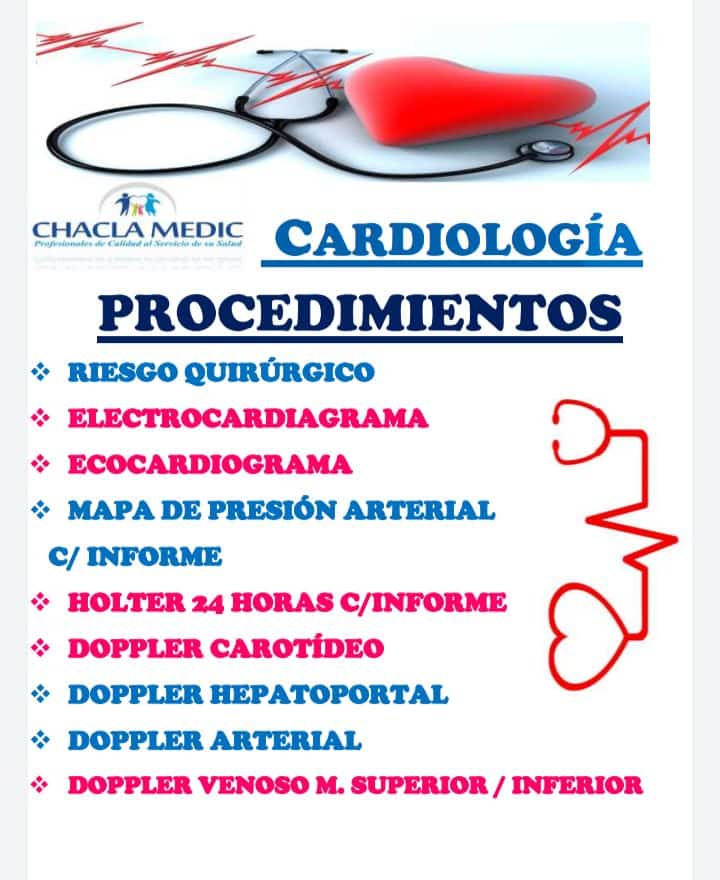 CHACLA MEDIC
Profesionales de Calidad al Servicio de su Salud
CARDIOLOGÍA
PROCEDIMIENTOS
❖ RIESGO QUIRÚRGICO
❖ ELECTROCARDIAGRAMA
❖ ECOCARDIOGRAMA
❖ MAPA DE PRESIÓN ARTERIAL
C/ INFORME
❖ HOLTER 24 HORAS C/INFORME
❖ DOPPLER CAROTÍDEO
❖ DOPPLER HEPATOPORTAL
❖ DOPPLER ARTERIAL
❖ DOPPLER VENOSO M. SUPERIOR / INFERIOR